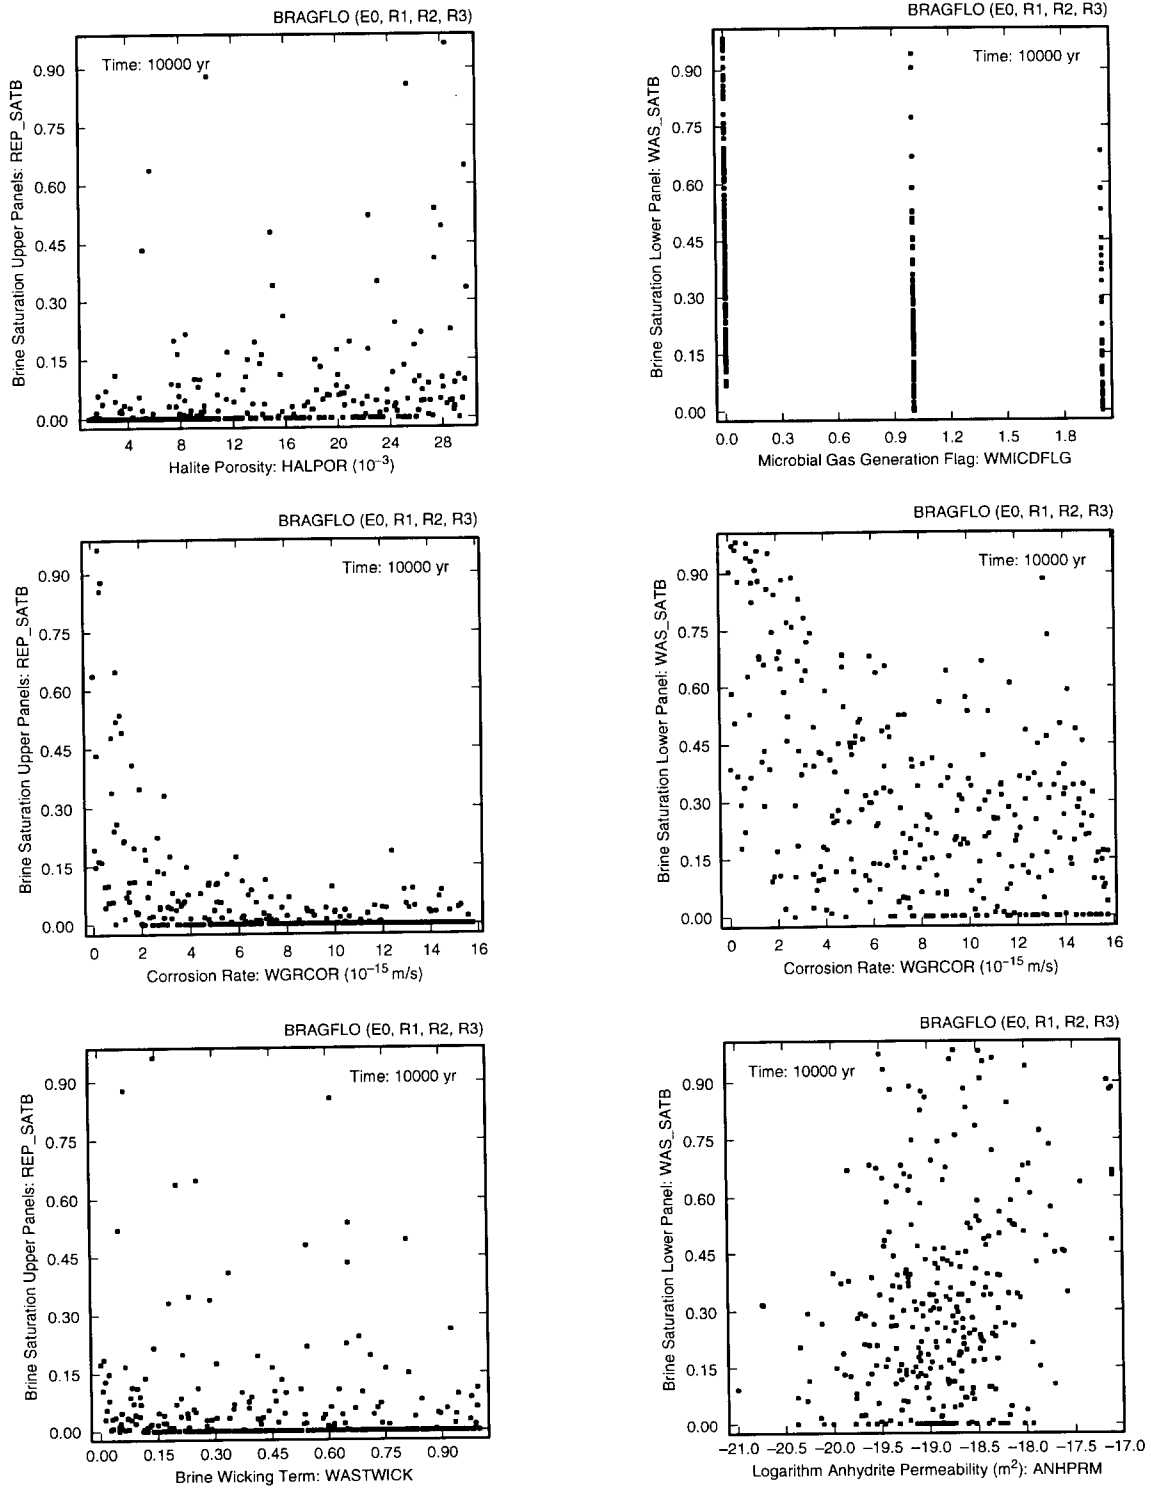 BRAGFLO (E0, R1, R2, R3)
Time: 10000 yr
Brine Saturation Upper Panels: REP_SATB
0.90
0.75
0.60
0.45
0.30
0.15
0.00
4 8 12 16 20 24 28
Halite Porosity: HALPOR (10⁻³)
BRAGFLO (E0, R1, R2, R3)
Time: 10000 yr
Brine Saturation Lower Panel: WAS_SATB
0.90
0.75
0.60
0.45
0.30
0.15
0.00
0.0 0.3 0.6 0.9 1.2 1.5 1.8
Microbial Gas Generation Flag: WMICDFLG
BRAGFLO (E0, R1, R2, R3)
Time: 10000 yr
Brine Saturation Upper Panels: REP_SATB
0.90
0.75
0.60
0.45
0.30
0.15
0.00
0 2 4 6 8 10 12 14 16
Corrosion Rate: WGRCOR (10⁻¹⁵ m/s)
BRAGFLO (E0, R1, R2, R3)
Time: 10000 yr
Brine Saturation Lower Panel: WAS_SATB
0.90
0.75
0.60
0.45
0.30
0.15
0.00
0 2 4 6 8 10 12 14 16
Corrosion Rate: WGRCOR (10⁻¹⁵ m/s)
BRAGFLO (E0, R1, R2, R3)
Time: 10000 yr
Brine Saturation Upper Panels: REP_SATB
0.90
0.75
0.60
0.45
0.30
0.15
0.00
0.00 0.15 0.30 0.45 0.60 0.75 0.90
Brine Wicking Term: WASTWICK
BRAGFLO (E0, R1, R2, R3)
Time: 10000 yr
Brine Saturation Lower Panel: WAS_SATB
0.90
0.75
0.60
0.45
0.30
0.15
0.00
−21.0 −20.5 −20.0 −19.5 −19.0 −18.5 −18.0 −17.5 −17.0
Logarithm Anhydrite Permeability (m²): ANHPRM